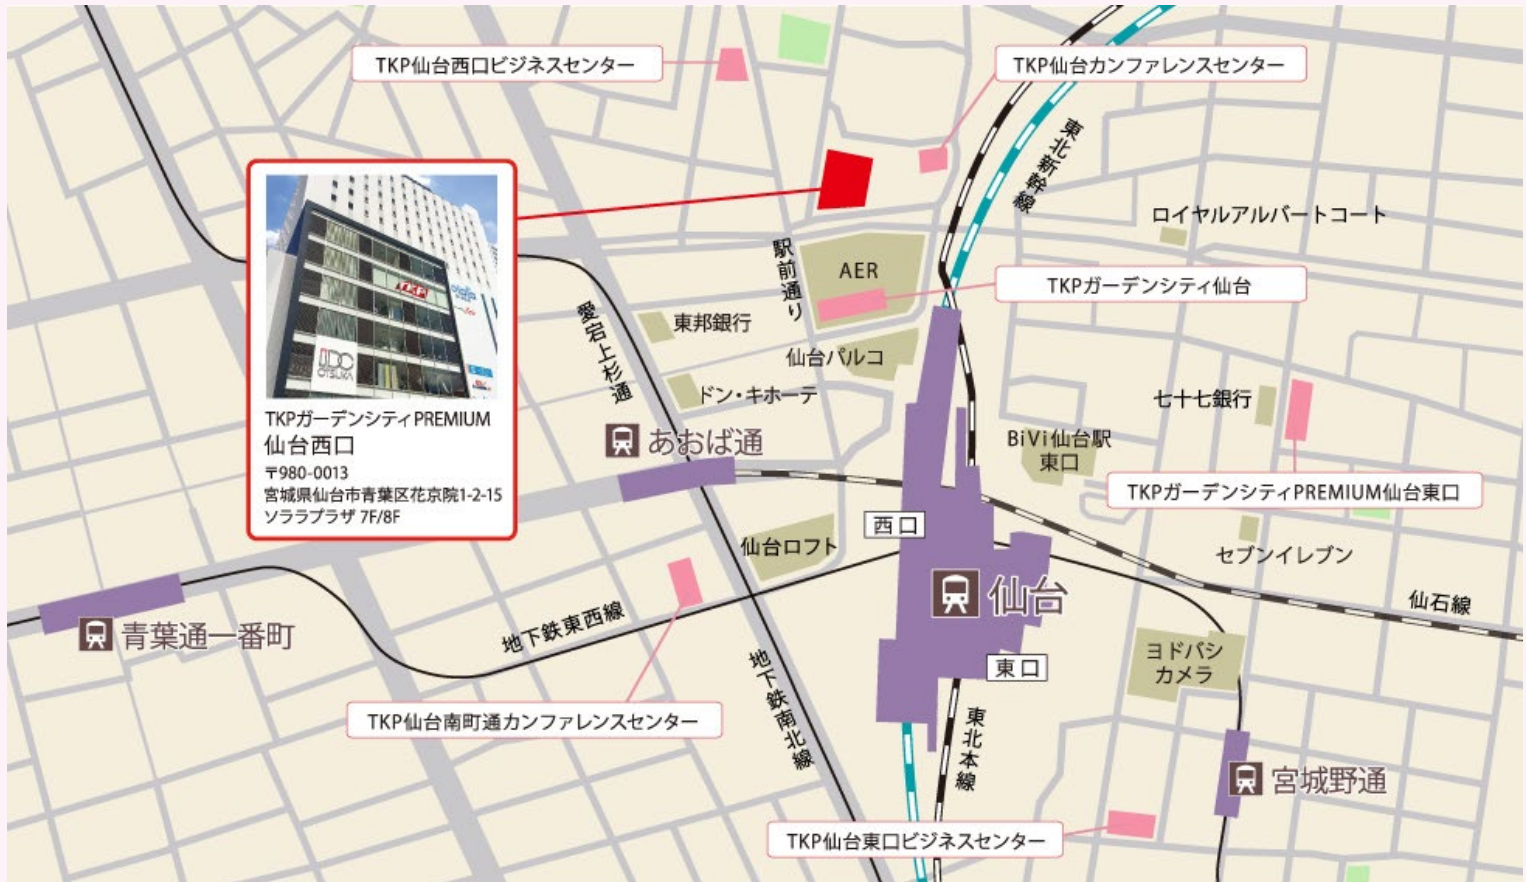 TKP仙台西口ビジネスセンター
TKP仙台カンファレンスセンター
東北新幹線
ロイヤルアルバートコート
駅前通り
AER
TKPガーデンシティ仙台
愛宕上杉通
東邦銀行
仙台パルコ
ドン・キホーテ
TKP
IDC
OTSUKA
TKPガーデンシティPREMIUM
仙台西口
〒980-0013
宮城県仙台市青葉区花京院1-2-15
ソララプラザ 7F/8F
あおば通
七十七銀行
BiVi仙台駅
東口
TKPガーデンシティPREMIUM仙台東口
西口
仙台ロフト
セブンイレブン
仙台
仙石線
青葉通一番町
地下鉄東西線
ヨドバシ
カメラ
東口
地下鉄南北線
TKP仙台南町通カンファレンスセンター
東北本線
宮城野通
TKP仙台東口ビジネスセンター